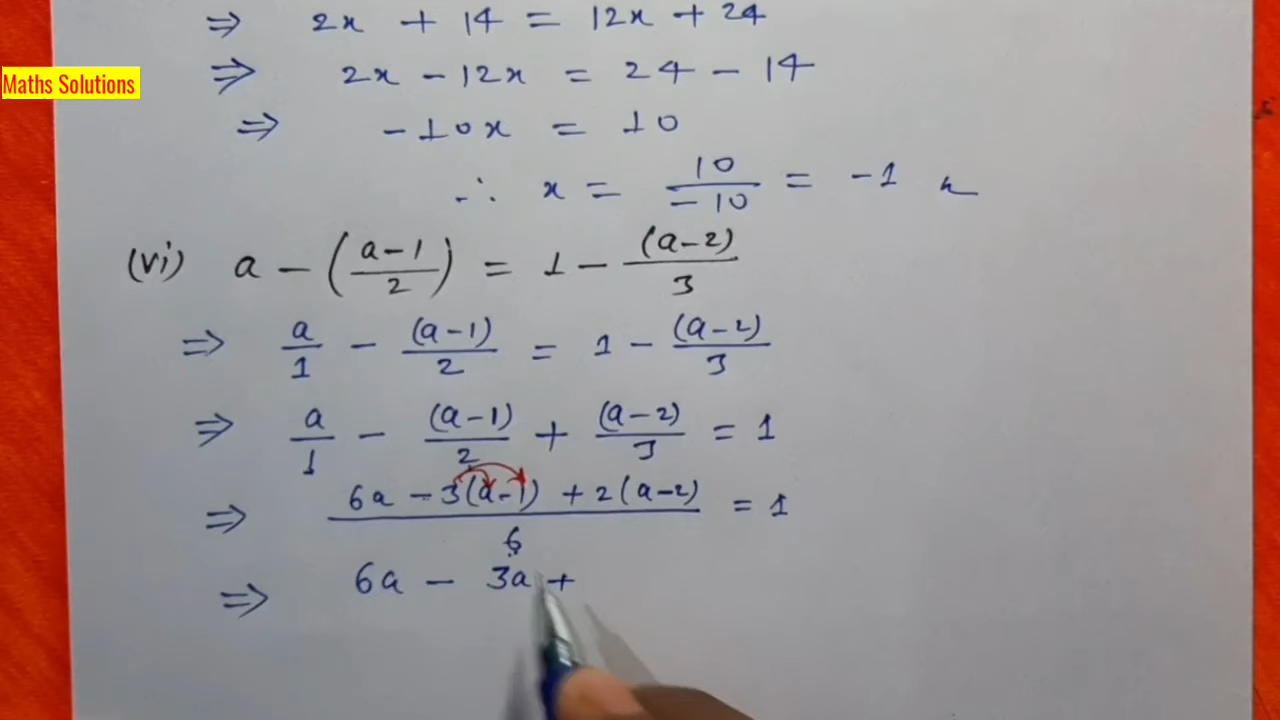 ⇒ 2x + 14 = 12x + 24
Maths Solutions
⇒ 2x - 12x = 24 - 14
⇒ -10x = 10
∴ x = 10/-10 = -1
(vi) a - ((a-1)/2) = 1 - (a-2)/3
⇒ a/1 - (a-1)/2 = 1 - (a-2)/3
⇒ a/1 - (a-1)/2 + (a-2)/3 = 1
⇒ (6a - 3(a-1) + 2(a-2))/6 = 1
⇒ 6a - 3a +